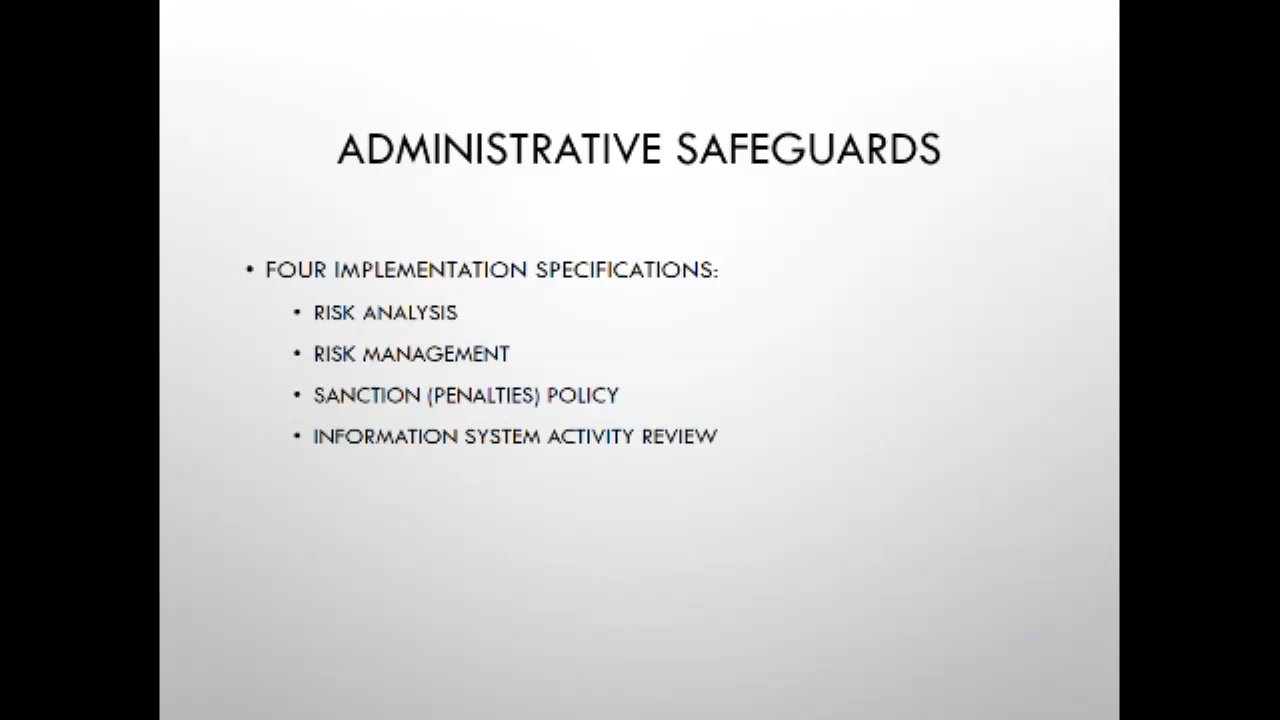 ADMINISTRATIVE SAFEGUARDS
• FOUR IMPLEMENTATION SPECIFICATIONS:
• RISK ANALYSIS
• RISK MANAGEMENT
• SANCTION (PENALTIES) POLICY
• INFORMATION SYSTEM ACTIVITY REVIEW